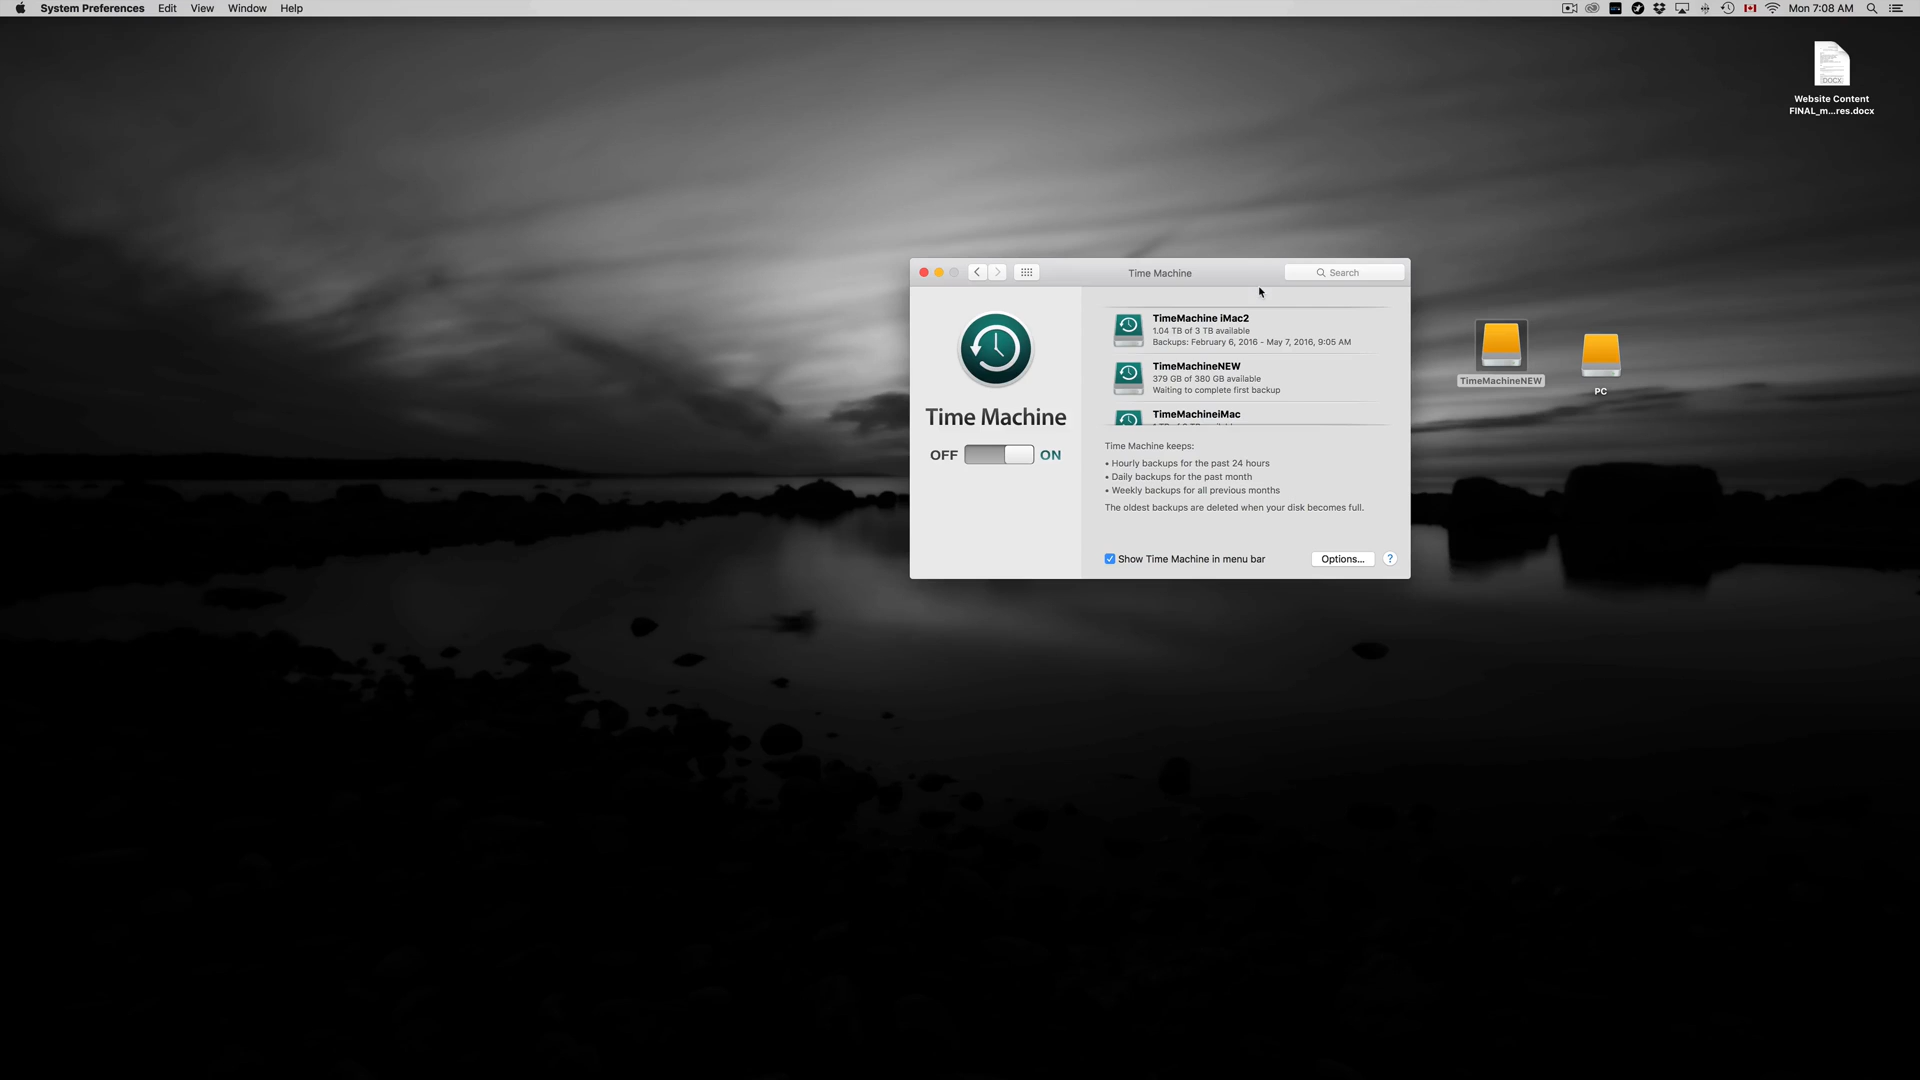 System Preferences Edit View Window Help
Mon 7:08 AM
DOCX
Website Content
FINAL_m...res.docx
Time Machine
Search
TimeMachine iMac2
1.04 TB of 3 TB available
Backups: February 6, 2016 - May 7, 2016, 9:05 AM
TimeMachineNEW
379 GB of 380 GB available
Waiting to complete first backup
TimeMachineiMac
Time Machine
OFF ON
Time Machine keeps:
• Hourly backups for the past 24 hours
• Daily backups for the past month
• Weekly backups for all previous months
The oldest backups are deleted when your disk becomes full.
Show Time Machine in menu bar
Options...
?
TimeMachineNEW
PC